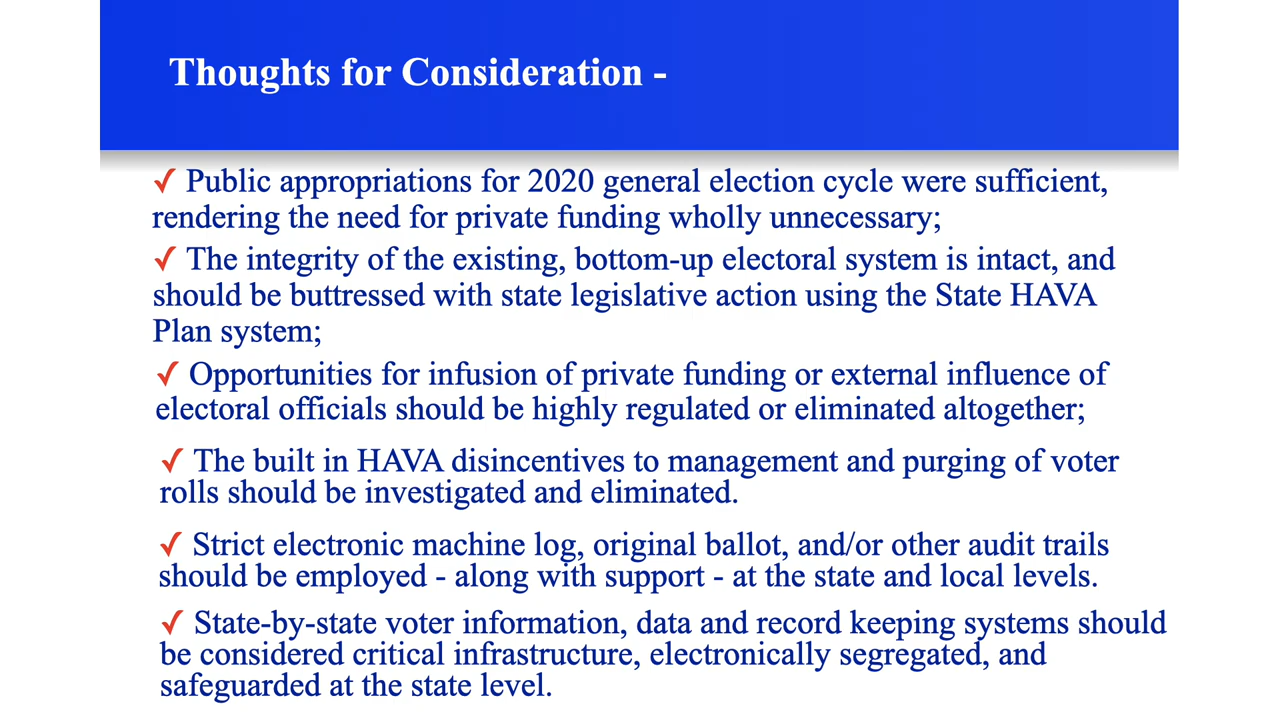 Thoughts for Consideration -
✓ Public appropriations for 2020 general election cycle were sufficient,
rendering the need for private funding wholly unnecessary;
✓ The integrity of the existing, bottom-up electoral system is intact, and
should be buttressed with state legislative action using the State HAVA
Plan system;
✓ Opportunities for infusion of private funding or external influence of
electoral officials should be highly regulated or eliminated altogether;
✓ The built in HAVA disincentives to management and purging of voter
rolls should be investigated and eliminated.
✓ Strict electronic machine log, original ballot, and/or other audit trails
should be employed - along with support - at the state and local levels.
✓ State-by-state voter information, data and record keeping systems should
be considered critical infrastructure, electronically segregated, and
safeguarded at the state level.